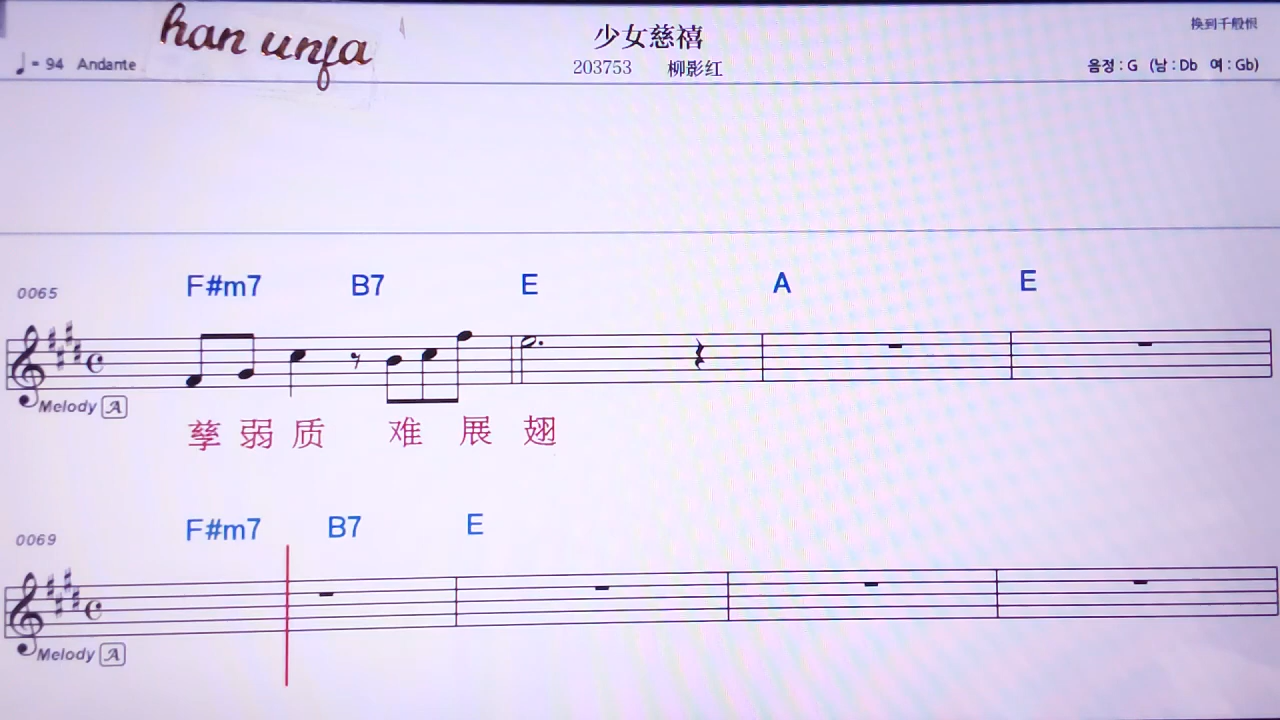 han unfa
少女慈禧
换到千般恨
♩= 94 Andante
203753 柳影红
음정 : G (남 : Db 여 : Gb)
F#m7 B7 E A E
0065
Melody A
孳 弱 质 难 展 翅
F#m7 B7 E
0069
Melody A